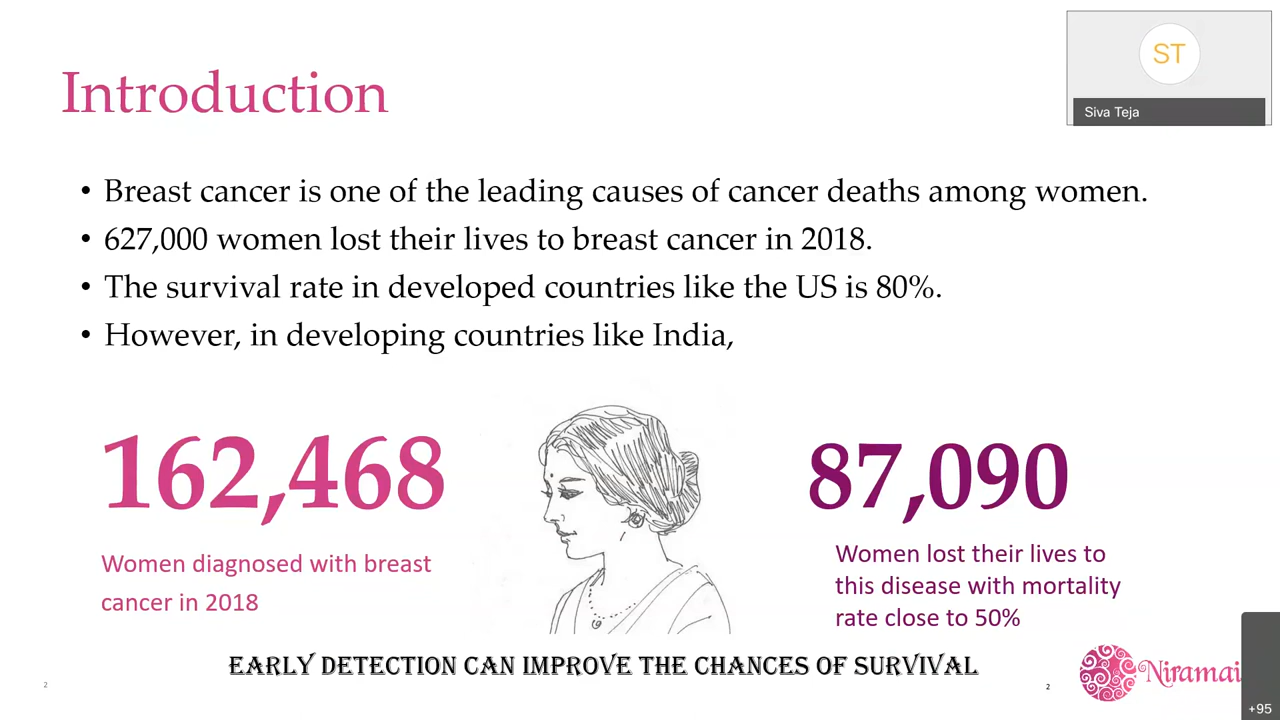 Introduction
ST
Siva Teja
• Breast cancer is one of the leading causes of cancer deaths among women.
• 627,000 women lost their lives to breast cancer in 2018.
• The survival rate in developed countries like the US is 80%.
• However, in developing countries like India,
162,468
Women diagnosed with breast
cancer in 2018
87,090
Women lost their lives to
this disease with mortality
rate close to 50%
EARLY DETECTION CAN IMPROVE THE CHANCES OF SURVIVAL
2
2
Niramai
+95